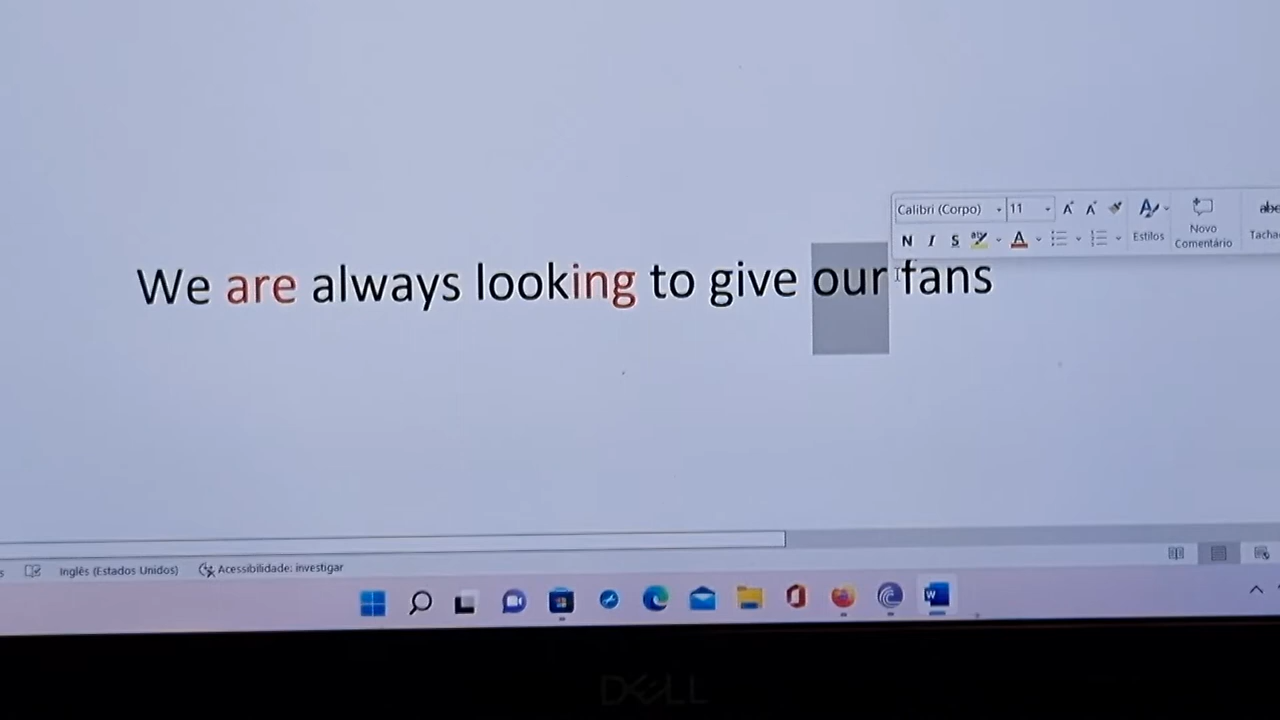 Calibri (Corpo) 11
N I S A Estilos Novo Comentário Tacha
We are always looking to give our fans
Inglês (Estados Unidos) Acessibilidade: investigar
DELL